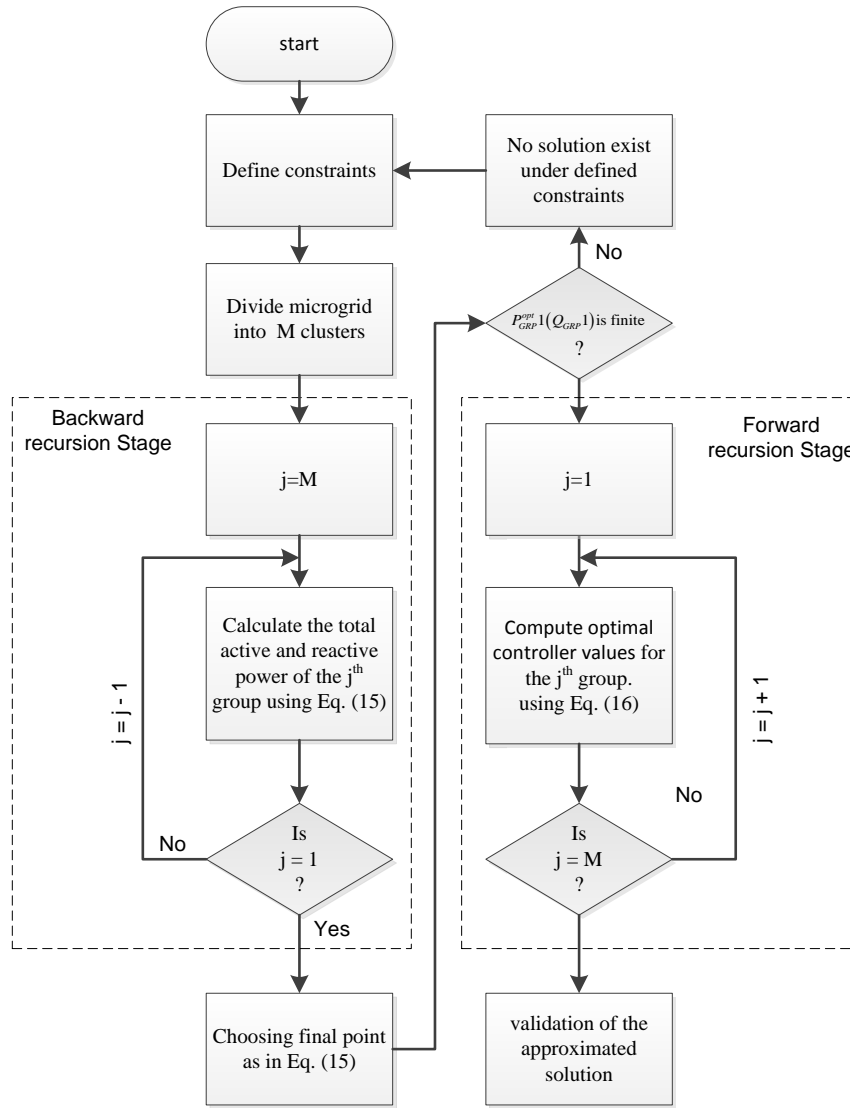 start
Define constraints
No solution exist
under defined
constraints
No
Divide microgrid
into M clusters
P_{GRP}^{opt}1(Q_{GRP}1) is finite
?
Backward
recursion Stage
Forward
recursion Stage
j=M
j=1
Calculate the total
active and reactive
power of the j^{th}
group using Eq. (15)
Compute optimal
controller values for
the j^{th} group.
using Eq. (16)
j = j - 1
j = j + 1
No
Is
j = 1
?
Yes
No
Is
j = M
?
Choosing final point
as in Eq. (15)
validation of the
approximated
solution